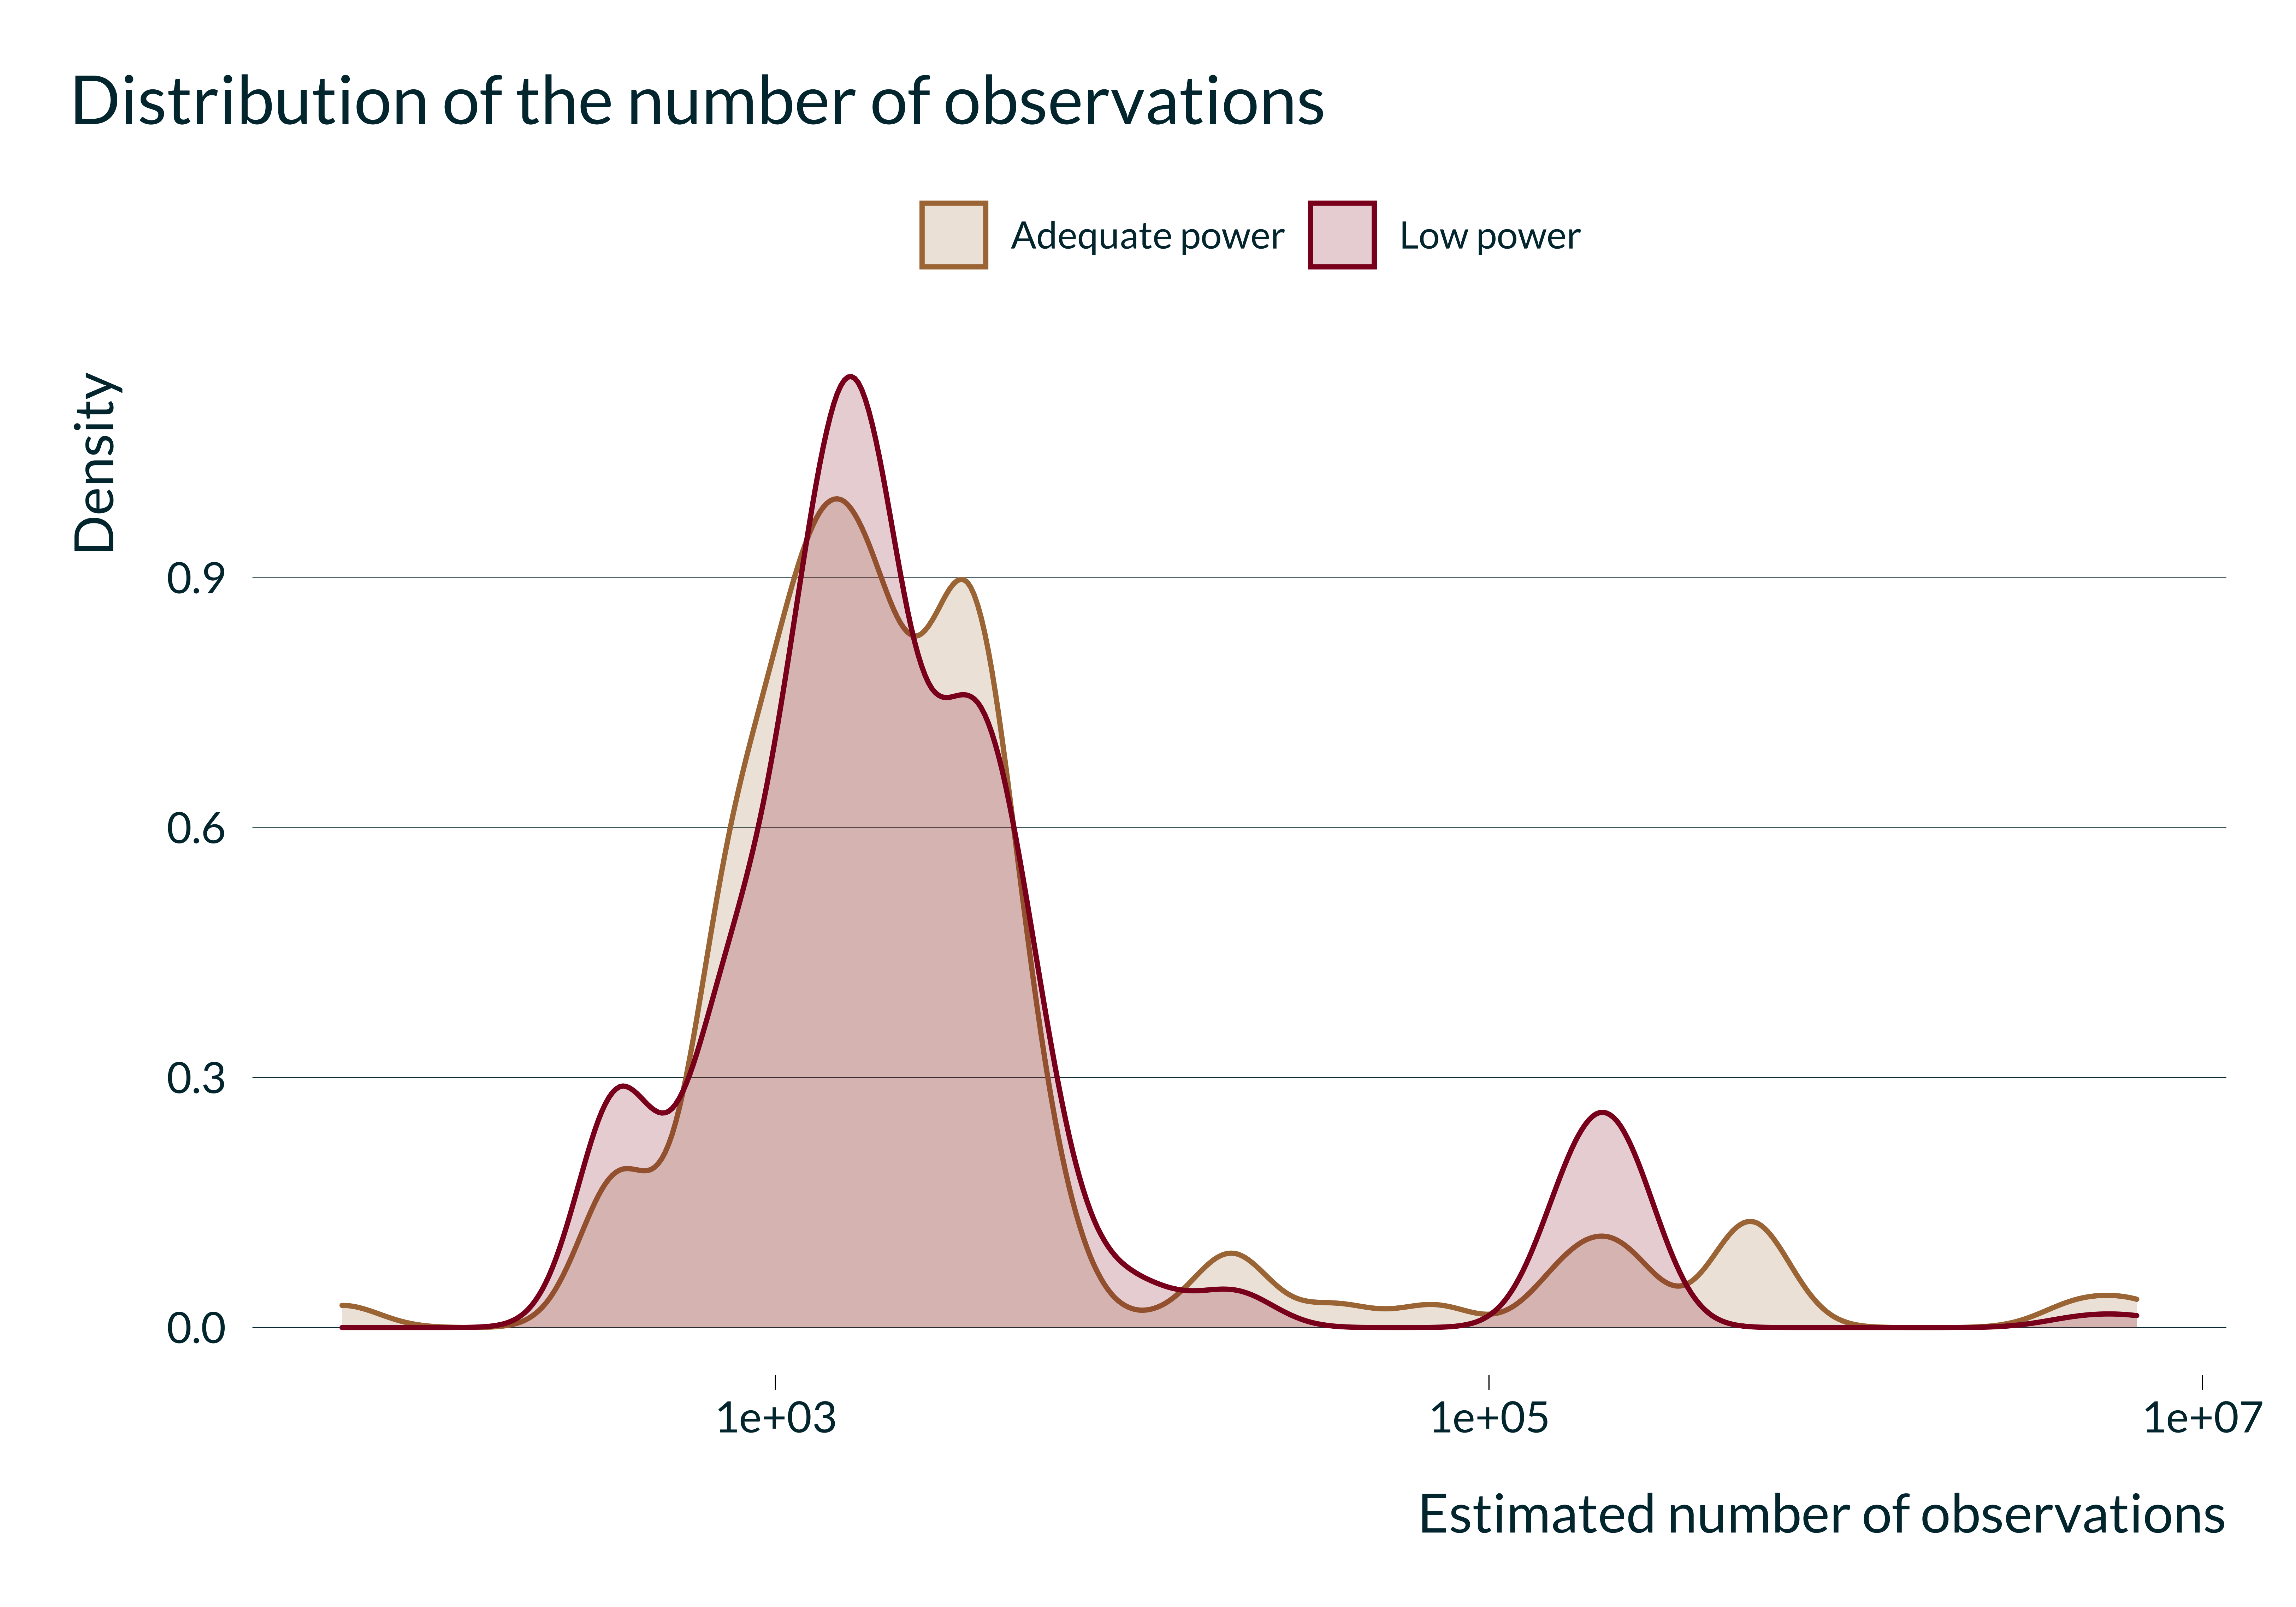 Distribution of the number of observations
Adequate power Low power
Density
0.9
0.6
0.3
0.0
1e+03 1e+05 1e+07
Estimated number of observations